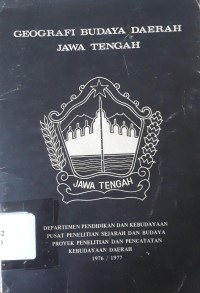 GEOGRAFI BUDAYA DAERAH
JAWA TENGAH
JAWA TENGAH
DEPARTEMEN PENDIDIKAN DAN KEBUDAYAAN
PUSAT PENELITIAN SEJARAH DAN BUDAYA
PROYEK PENELITIAN DAN PENCATATAN
KEBUDAYAAN DAERAH
1976 / 1977